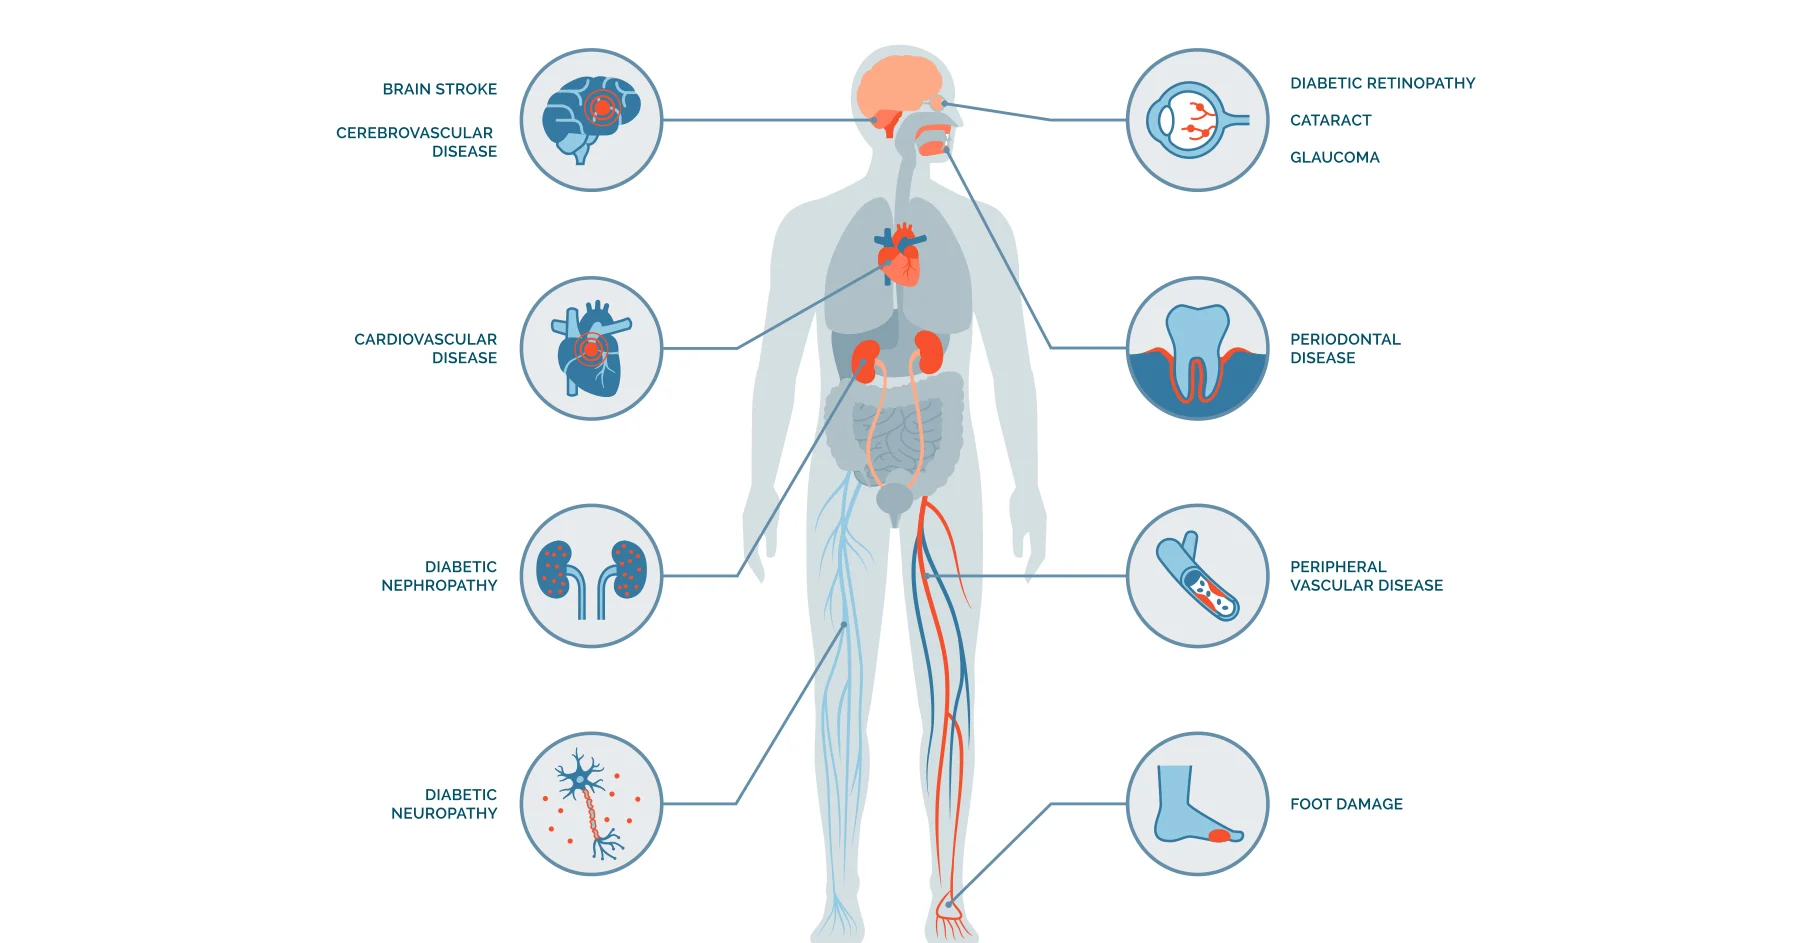 BRAIN STROKE
CEREBROVASCULAR
DISEASE
CARDIOVASCULAR
DISEASE
DIABETIC
NEPHROPATHY
DIABETIC
NEUROPATHY
DIABETIC RETINOPATHY
CATARACT
GLAUCOMA
PERIODONTAL
DISEASE
PERIPHERAL
VASCULAR DISEASE
FOOT DAMAGE